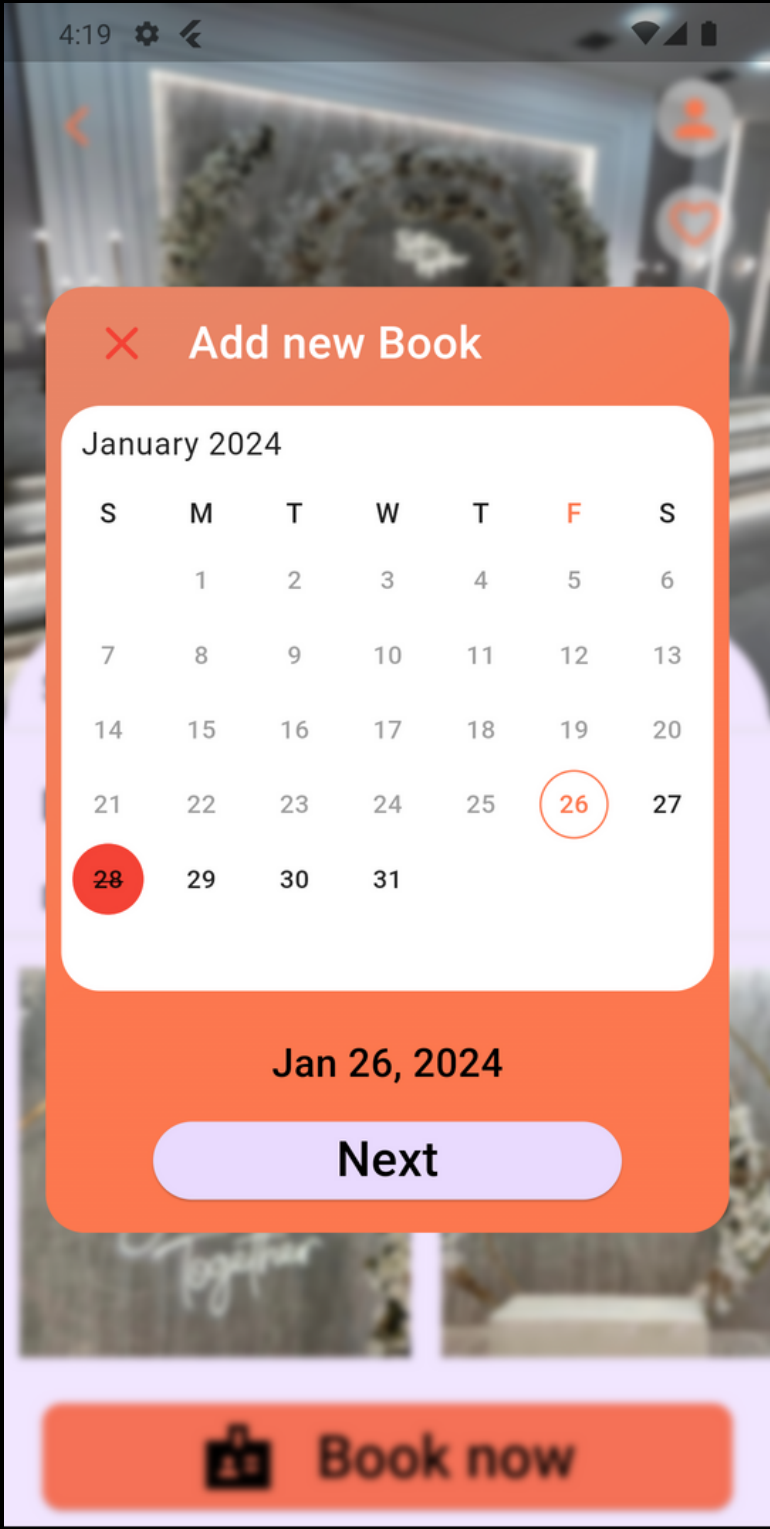 4:19
Add new Book
January 2024
S M T W T F S
1 2 3 4 5 6
7 8 9 10 11 12 13
14 15 16 17 18 19 20
21 22 23 24 25 26 27
28 29 30 31
Jan 26, 2024
Next
Together
Book now